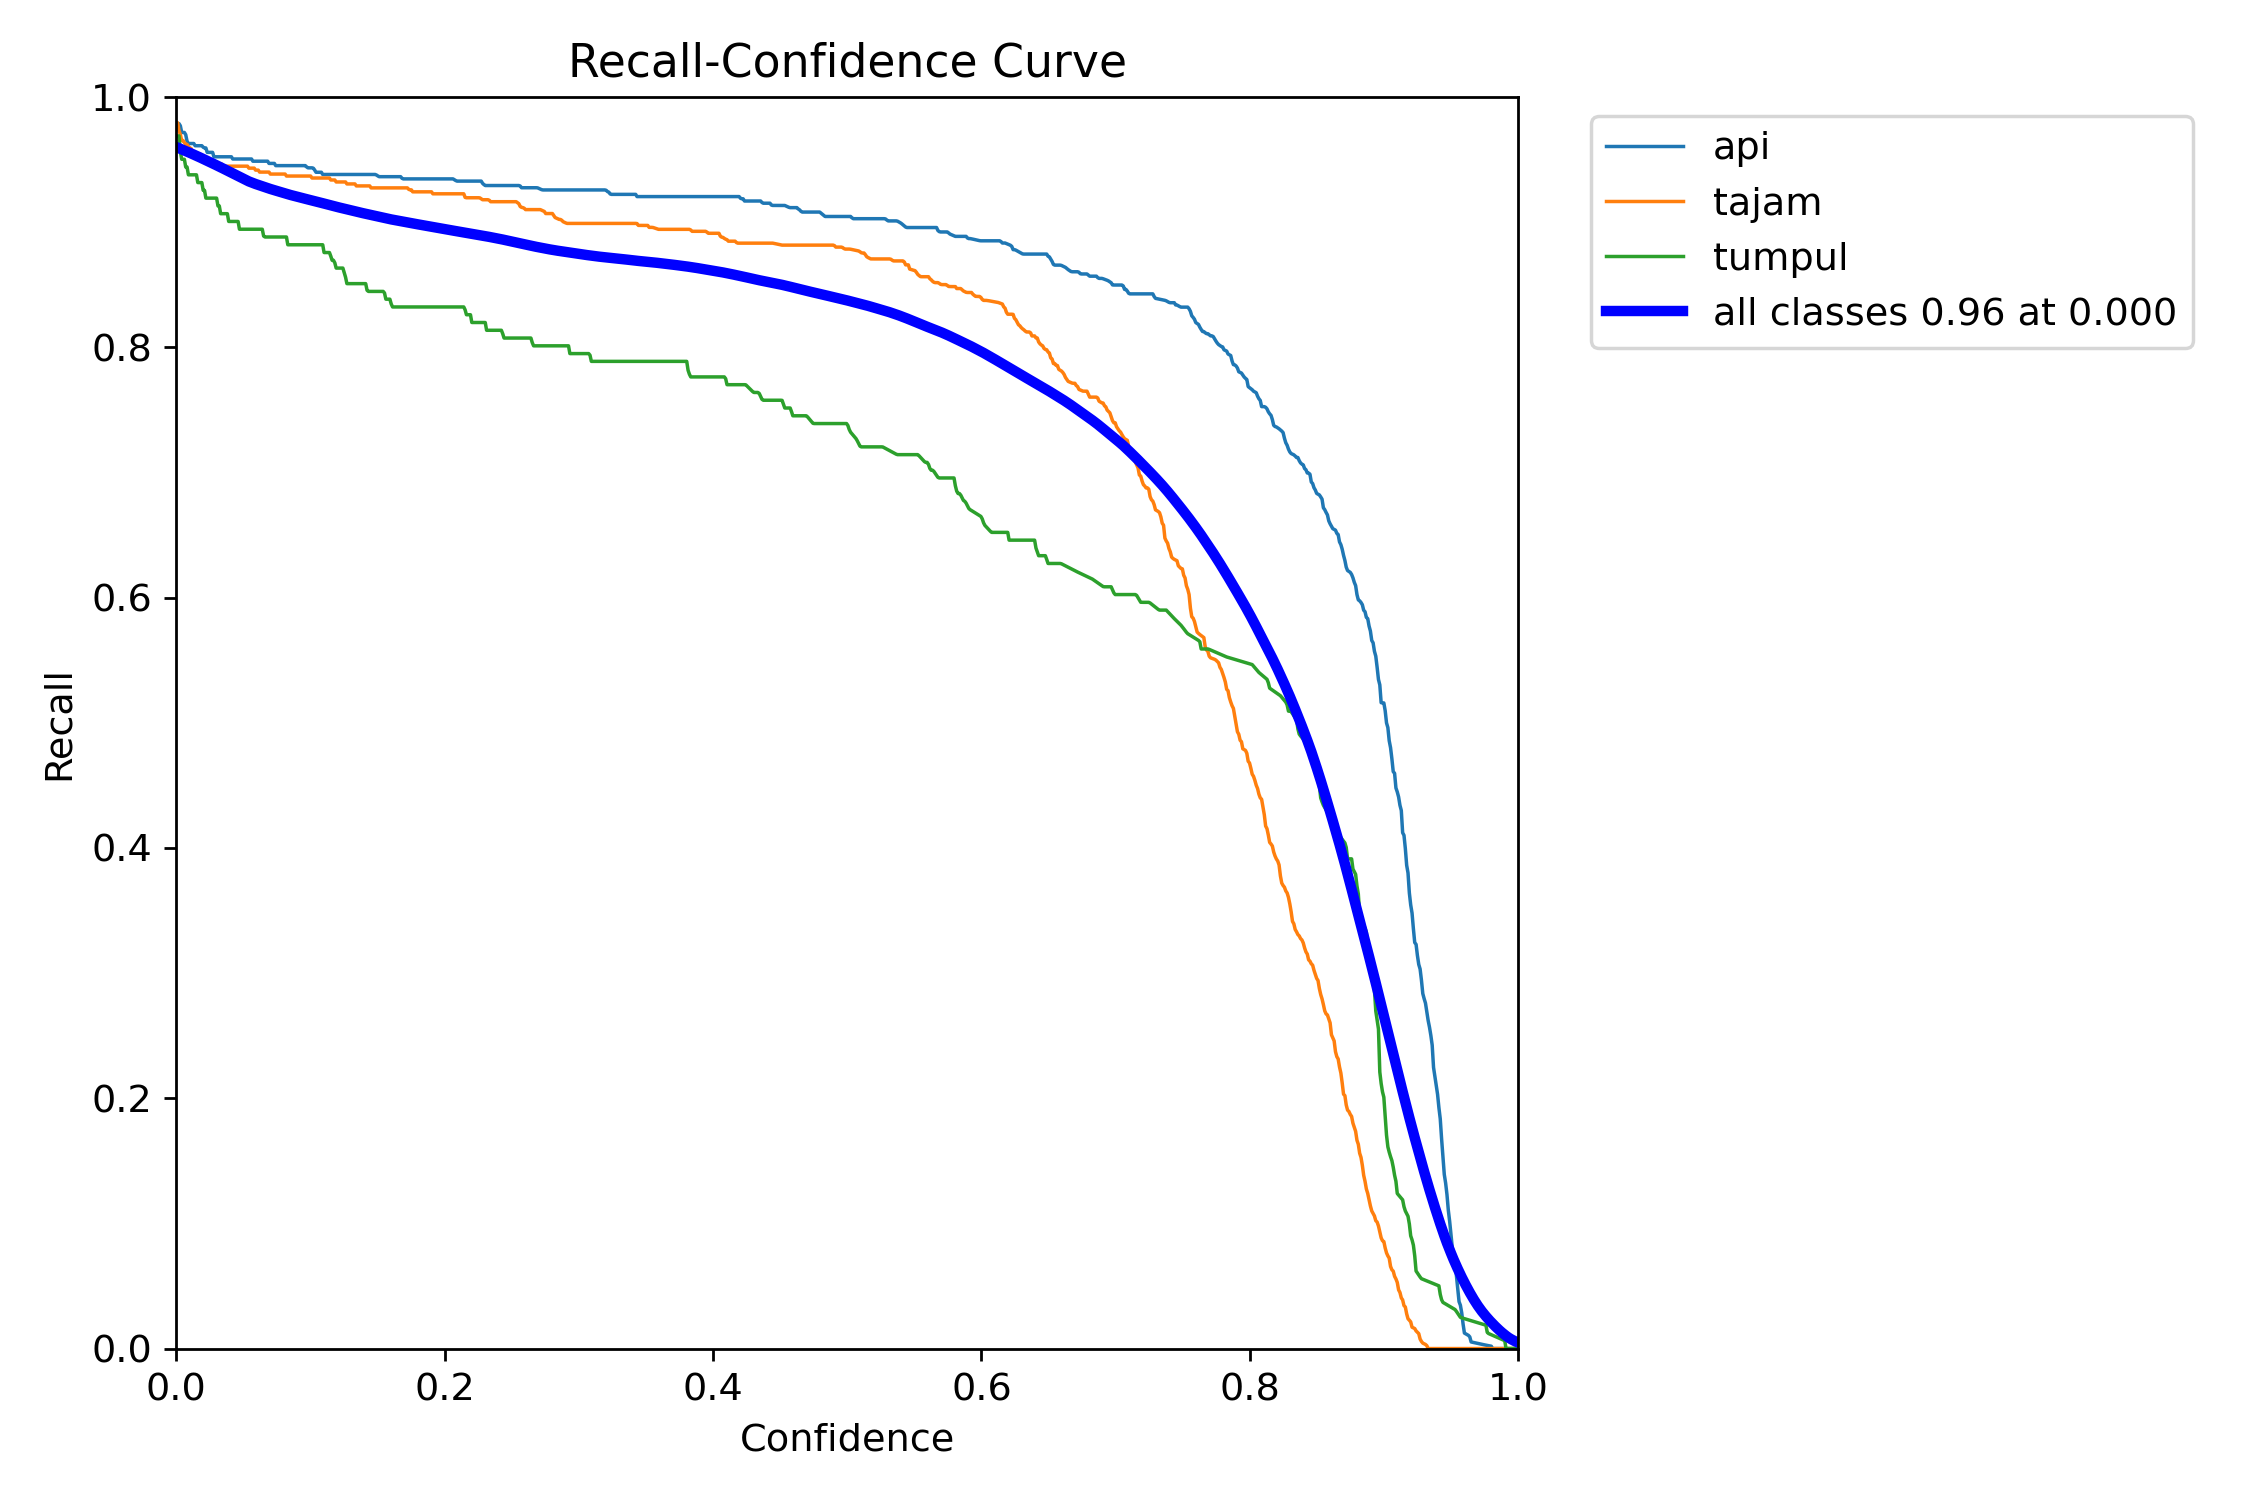 Recall-Confidence Curve
1.0
0.8
0.6
0.4
0.2
0.0
Recall
0.0 0.2 0.4 0.6 0.8 1.0
Confidence
api
tajam
tumpul
all classes 0.96 at 0.000